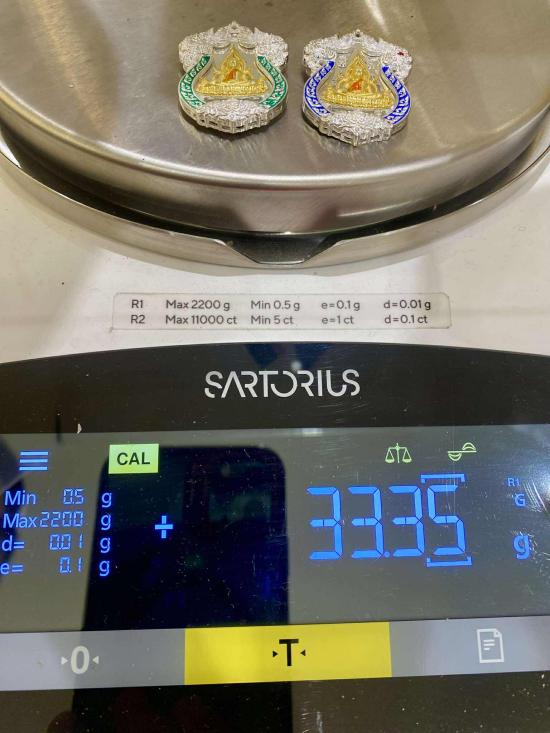 R1 Max 2200 g Min 0.5 g e=0.1 g d=0.01 g
R2 Max 11000 ct Min 5 ct e=1 ct d=0.1 ct
SARTORIUS
CAL
Min 0.5 g
Max 2200 g
d= 0.01 g
e= 0.1 g
+ 33.35 g
R1
G
0
T